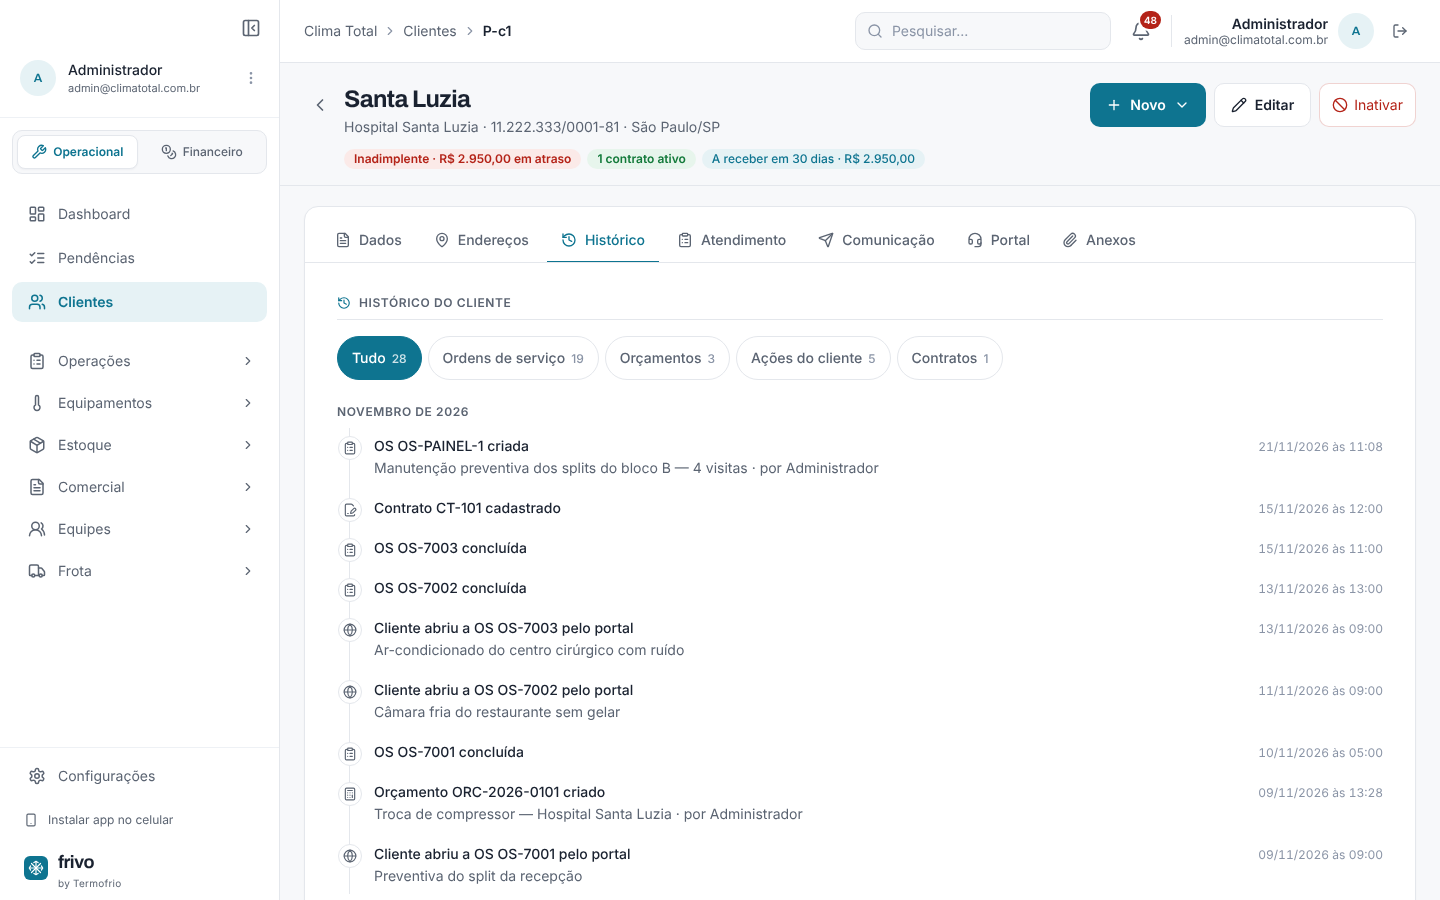 Clima Total > Clientes > P-c1
Pesquisar...
48
Administrador
admin@climatotal.com.br
A
A
Administrador
admin@climatotal.com.br
Operacional
Financeiro
Dashboard
Pendências
Clientes
Operações
Equipamentos
Estoque
Comercial
Equipes
Frota
Configurações
Instalar app no celular
frivo
by Termofrio
Santa Luzia
Hospital Santa Luzia · 11.222.333/0001-81 · São Paulo/SP
Inadimplente · R$ 2.950,00 em atraso
1 contrato ativo
A receber em 30 dias · R$ 2.950,00
Novo
Editar
Inativar
Dados
Endereços
Histórico
Atendimento
Comunicação
Portal
Anexos
HISTÓRICO DO CLIENTE
Tudo 28
Ordens de serviço 19
Orçamentos 3
Ações do cliente 5
Contratos 1
NOVEMBRO DE 2026
OS OS-PAINEL-1 criada
21/11/2026 às 11:08
Manutenção preventiva dos splits do bloco B — 4 visitas · por Administrador
Contrato CT-101 cadastrado
15/11/2026 às 12:00
OS OS-7003 concluída
15/11/2026 às 11:00
OS OS-7002 concluída
13/11/2026 às 13:00
Cliente abriu a OS OS-7003 pelo portal
13/11/2026 às 09:00
Ar-condicionado do centro cirúrgico com ruído
Cliente abriu a OS OS-7002 pelo portal
11/11/2026 às 09:00
Câmara fria do restaurante sem gelar
OS OS-7001 concluída
10/11/2026 às 05:00
Orçamento ORC-2026-0101 criado
09/11/2026 às 13:28
Troca de compressor — Hospital Santa Luzia · por Administrador
Cliente abriu a OS OS-7001 pelo portal
09/11/2026 às 09:00
Preventiva do split da recepção